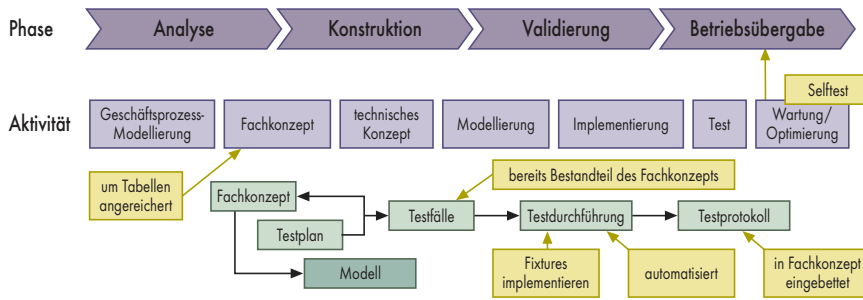 Phase
Analyse
Konstruktion
Validierung
Betriebsübergabe
Selftest
Aktivität
Geschäftsprozess-
Modellierung
Fachkonzept
technisches
Konzept
Modellierung
Implementierung
Test
Wartung/
Optimierung
um Tabellen
angereichert
bereits Bestandteil des Fachkonzepts
Fachkonzept
Testplan
Testfälle
Testdurchführung
Testprotokoll
Modell
Fixtures
implementieren
automatisiert
in Fachkonzept
eingebettet